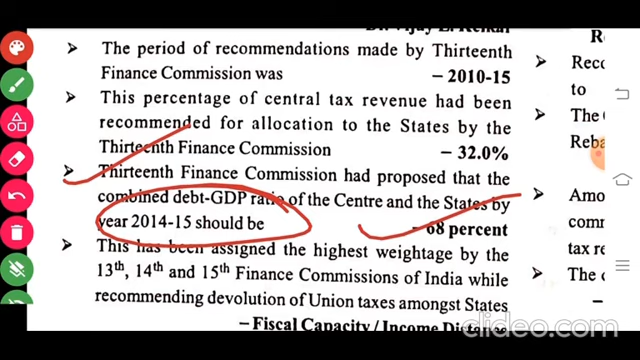 Dr. Vijay L. Kelkar
The period of recommendations made by Thirteenth
Finance Commission was – 2010-15
This percentage of central tax revenue had been
recommended for allocation to the States by the
Thirteenth Finance Commission – 32.0%
Thirteenth Finance Commission had proposed that the
combined debt-GDP ratio of the Centre and the States by
year 2014-15 should be – 68 percent
This has been assigned the highest weightage by the
13th, 14th and 15th Finance Commissions of India while
recommending devolution of Union taxes amongst States
– Fiscal Capacity / Income Distance
Reco
to
The
Reba
Amo
comm
tax re
The c
clideo.com